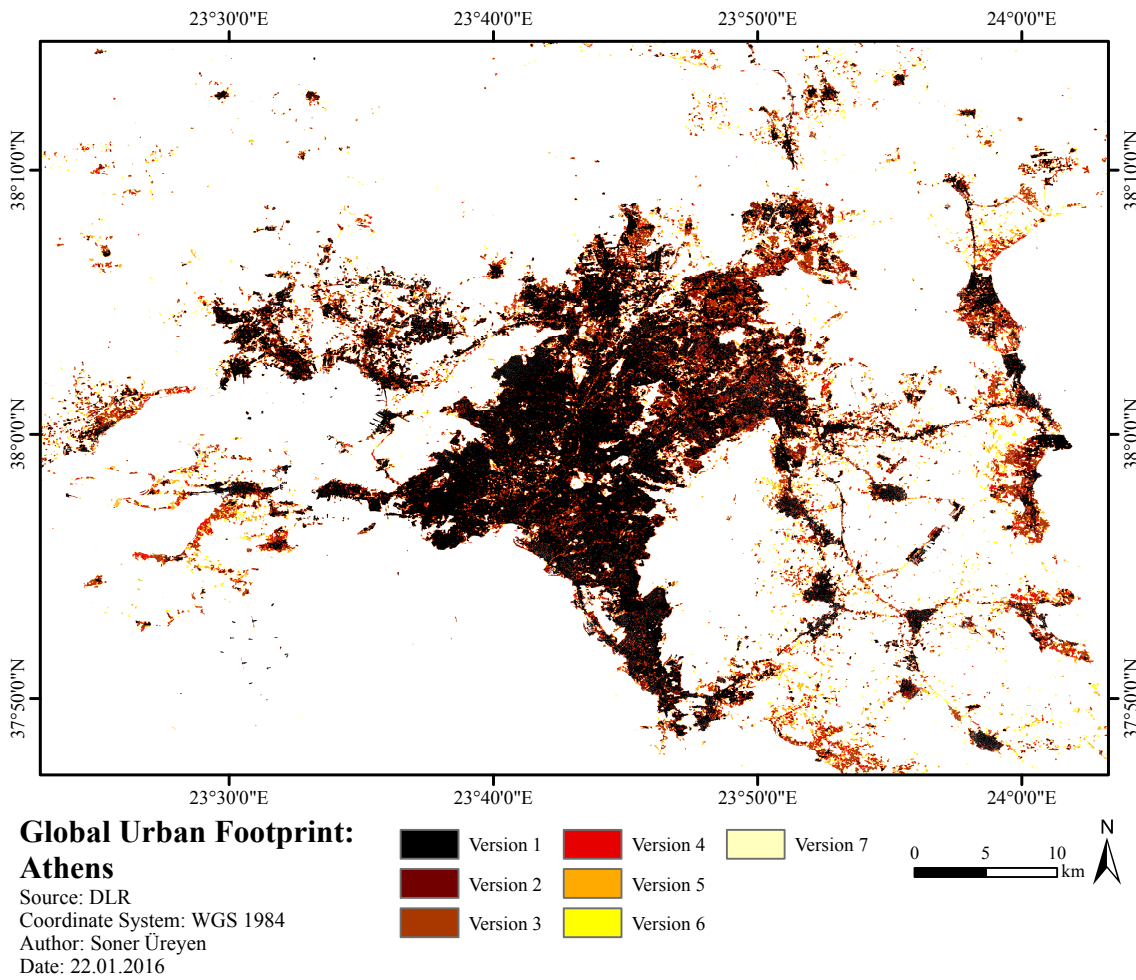 23°30'0"E 23°40'0"E 23°50'0"E 24°0'0"E
38°10'0"N 38°10'0"N
38°0'0"N 38°0'0"N
37°50'0"N 37°50'0"N
23°30'0"E 23°40'0"E 23°50'0"E 24°0'0"E
Global Urban Footprint:
Athens
Source: DLR
Coordinate System: WGS 1984
Author: Soner Üreyen
Date: 22.01.2016
Version 1 Version 4 Version 7
Version 2 Version 5
Version 3 Version 6
0 5 10
km
N